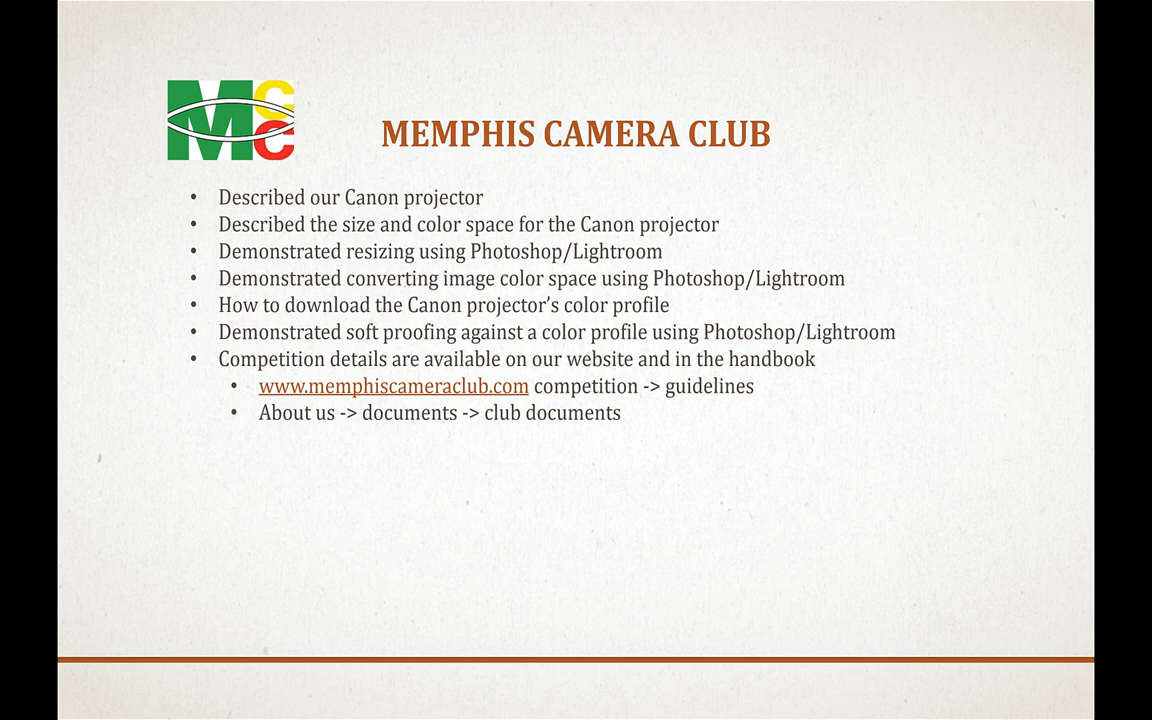 MCC
MEMPHIS CAMERA CLUB
• Described our Canon projector
• Described the size and color space for the Canon projector
• Demonstrated resizing using Photoshop/Lightroom
• Demonstrated converting image color space using Photoshop/Lightroom
• How to download the Canon projector’s color profile
• Demonstrated soft proofing against a color profile using Photoshop/Lightroom
• Competition details are available on our website and in the handbook
• www.memphiscameraclub.com competition -> guidelines
• About us -> documents -> club documents